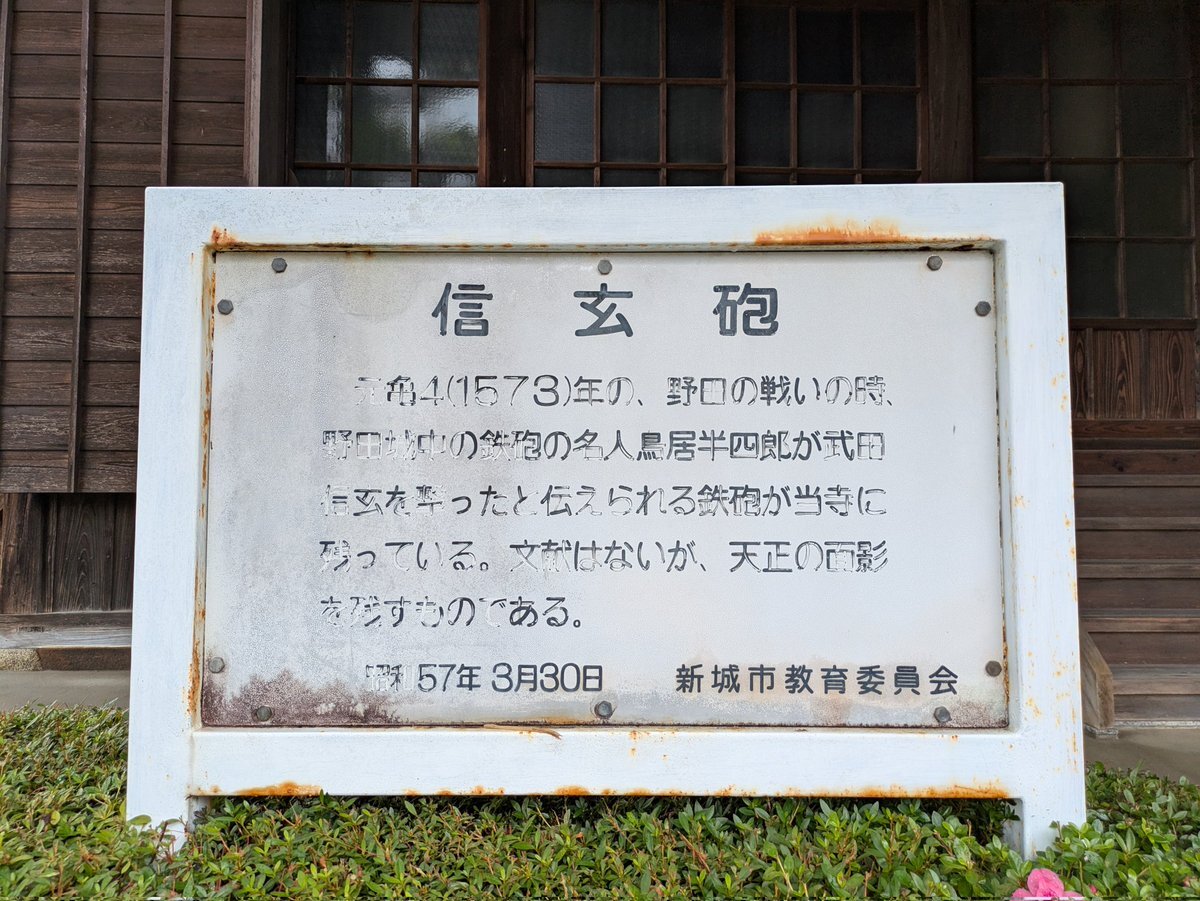 信玄砲
元亀4(1573)年の、野田の戦いの時、
野田城中の鉄砲の名人鳥居半四郎が武田
信玄を撃ったと伝えられる鉄砲が当寺に
残っている。文献はないが、天正の面影
を残すものである。
昭和57年3月30日 新城市教育委員会